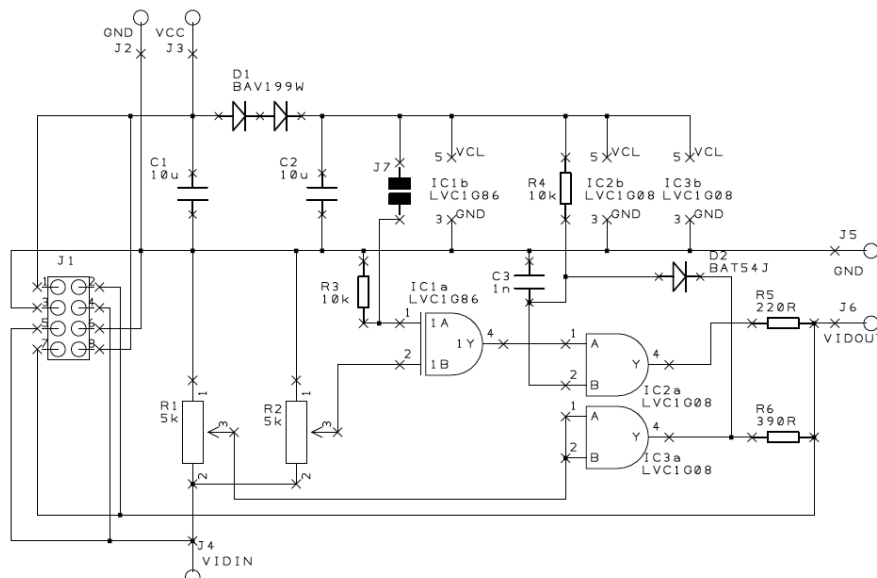 GND
J2
VCC
J3
D1
BAV199W
C1
10u
C2
10u
J7
5
VCL
IC1b
LVC1G86
3
GND
R4
10k
5
VCL
IC2b
LVC1G08
3
GND
5
VCL
IC3b
LVC1G08
3
GND
J5
GND
J1
1
2
3
4
5
6
7
8
R3
10k
IC1a
LVC1G86
1
1A
1Y
4
2
1B
C3
1n
D2
BAT54J
R5
220R
J6
VIDOUT
1
A
4
Y
2
B
IC2a
LVC1G08
R1
5k
1
3
2
R2
5k
1
3
2
1
A
4
Y
2
B
IC3a
LVC1G08
R6
390R
J4
VIDIN